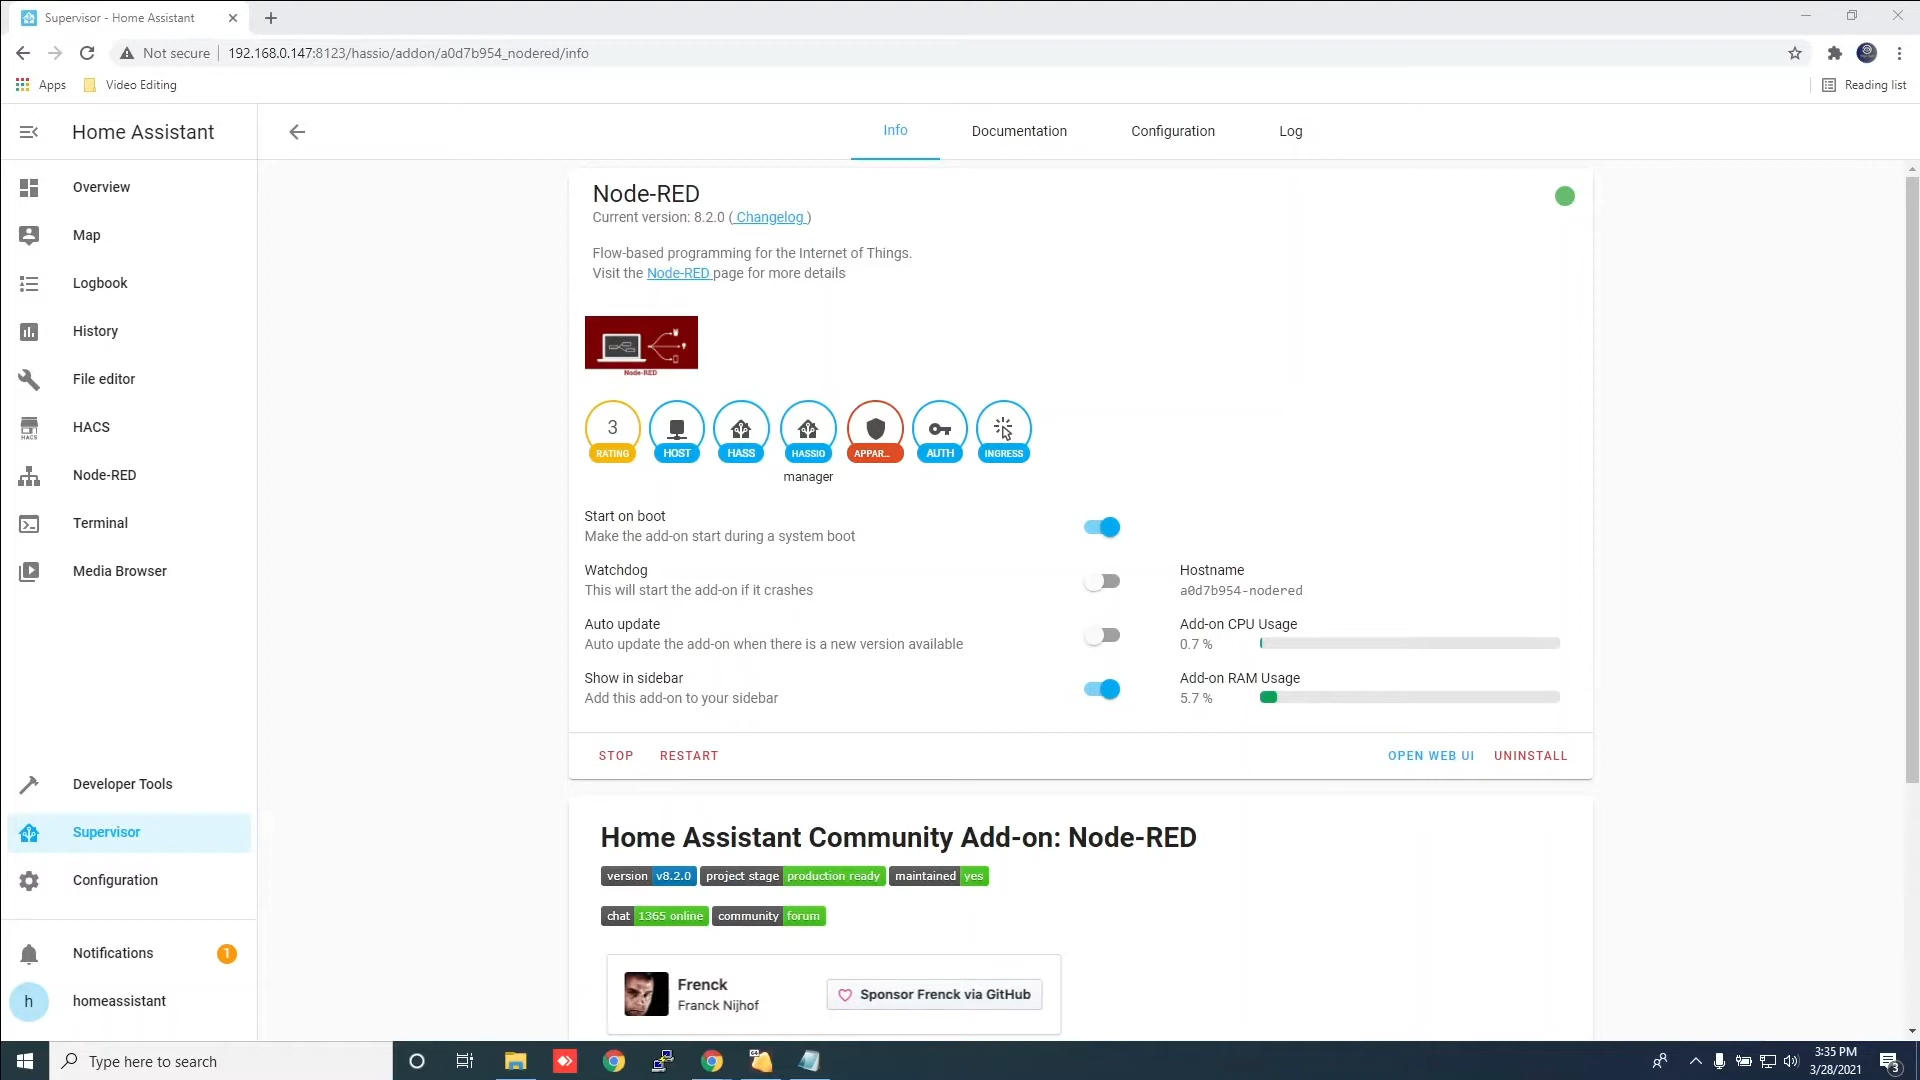 Supervisor - Home Assistant
Not secure
192.168.0.147:8123/hassio/addon/a0d7b954_nodered/info
Apps
Video Editing
Reading list
Home Assistant
Info
Documentation
Configuration
Log
Overview
Map
Logbook
History
File editor
HACS
HACS
Node-RED
Terminal
Media Browser
Developer Tools
Supervisor
Configuration
Notifications
1
h
homeassistant
Node-RED
Current version: 8.2.0 ( Changelog )
Flow-based programming for the Internet of Things.
Visit the Node-RED page for more details
Node-RED
3
RATING
HOST
HASS
HASSIO
APPAR...
AUTH
INGRESS
manager
Start on boot
Make the add-on start during a system boot
Watchdog
This will start the add-on if it crashes
Hostname
a0d7b954-nodered
Auto update
Auto update the add-on when there is a new version available
Add-on CPU Usage
0.7 %
Show in sidebar
Add this add-on to your sidebar
Add-on RAM Usage
5.7 %
STOP
RESTART
OPEN WEB UI
UNINSTALL
Home Assistant Community Add-on: Node-RED
version v8.2.0 project stage production ready maintained yes
chat 1365 online community forum
Frenck
Franck Nijhof
Sponsor Frenck via GitHub
Type here to search
64
3:35 PM
3/28/2021
3